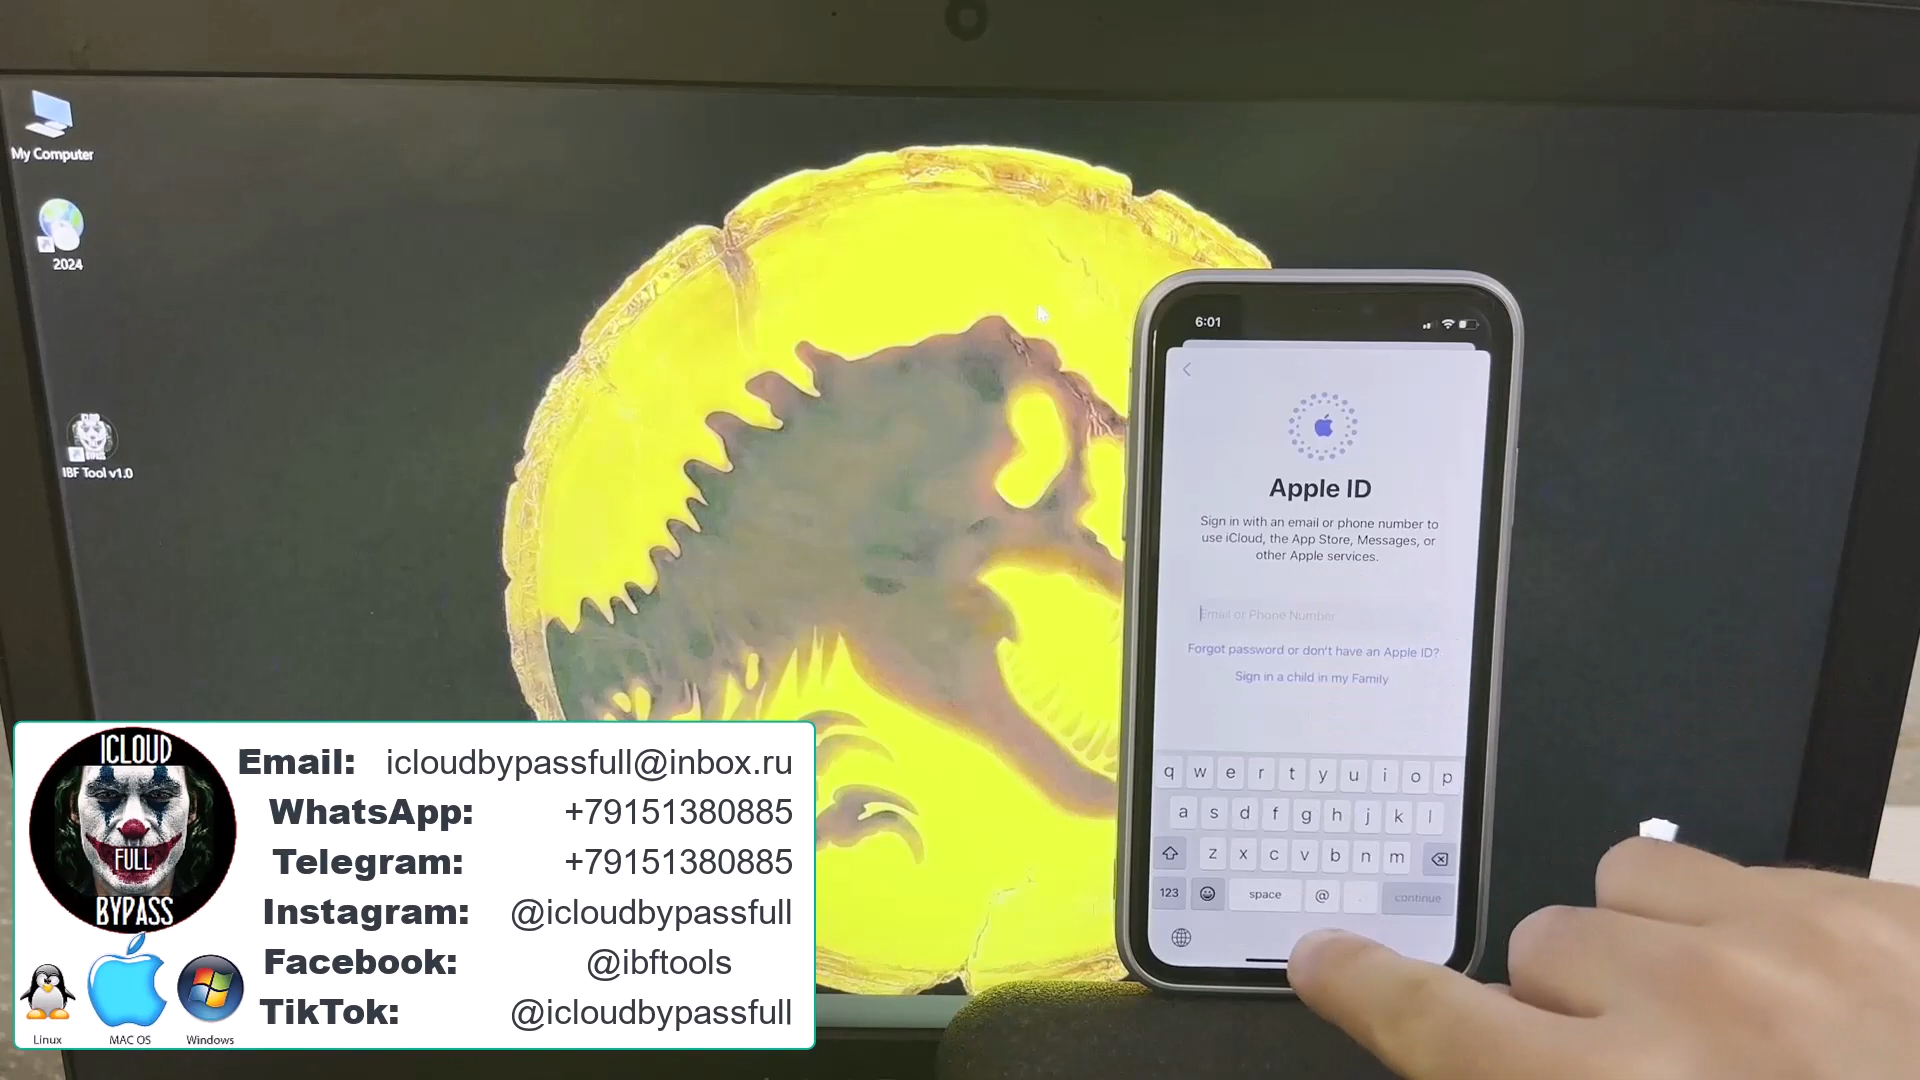 My Computer
2024
IBF Tool v1.0
6:01
Apple ID
Sign in with an email or phone number to
use iCloud, the App Store, Messages, or
other Apple services.
Email or Phone Number
Forgot password or don't have an Apple ID?
Sign in a child in my Family
q w e r t y u i o p
a s d f g h j k l
z x c v b n m
123 space @ . continue
ICLOUD
FULL
BYPASS
Email: icloudbypassfull@inbox.ru
WhatsApp: +79151380885
Telegram: +79151380885
Instagram: @icloudbypassfull
Facebook: @ibftools
TikTok: @icloudbypassfull
Linux MAC OS Windows